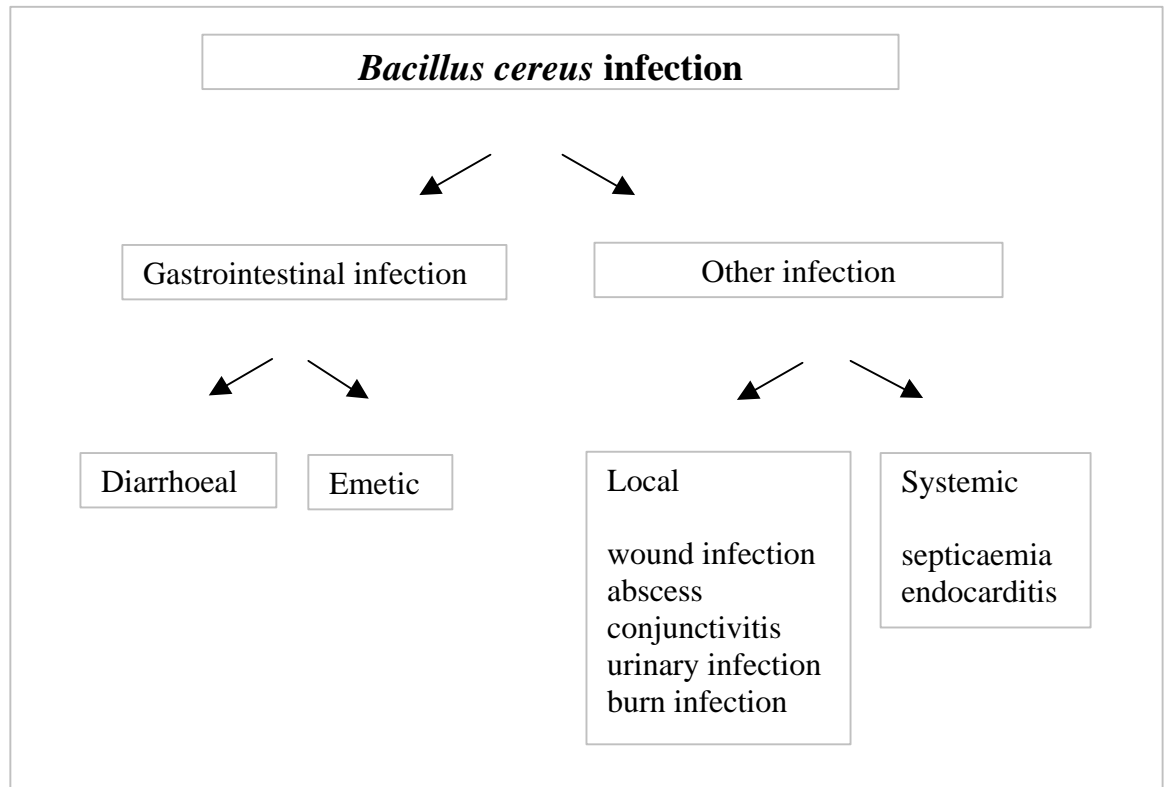 Bacillus cereus infection
Gastrointestinal infection
Other infection
Diarrhoeal
Emetic
Local
wound infection
abscess
conjunctivitis
urinary infection
burn infection
Systemic
septicaemia
endocarditis